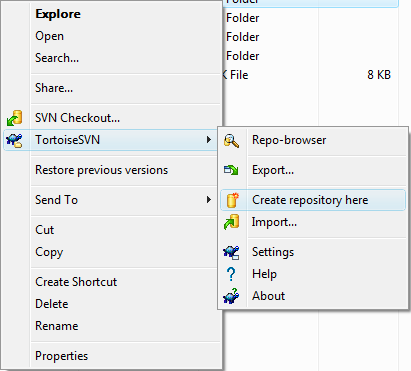 Explore
Folder
Open
Folder
Search...
Folder
Folder
K File 8 KB
Share...
SVN Checkout...
TortoiseSVN
Repo-browser
Restore previous versions
Export...
Send To
Create repository here
Import...
Cut
Copy
Settings
Help
Create Shortcut
About
Delete
Rename
Properties